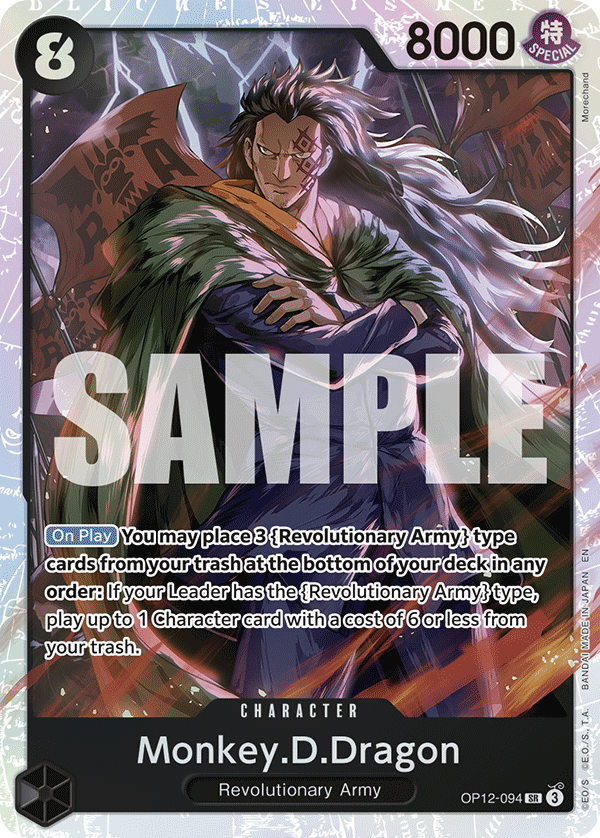 8
8000
特
SPECIAL
Morechand
R
A
SAMPLE
On Play You may place 3 {Revolutionary Army} type
cards from your trash at the bottom of your deck in any
order: If your Leader has the {Revolutionary Army} type,
play up to 1 Character card with a cost of 6 or less from
your trash.
CHARACTER
Monkey.D.Dragon
Revolutionary Army
OP12-094 SR 3
©E.O/S ©E.O./S., T.A. BANDAI MADE IN JAPAN EN